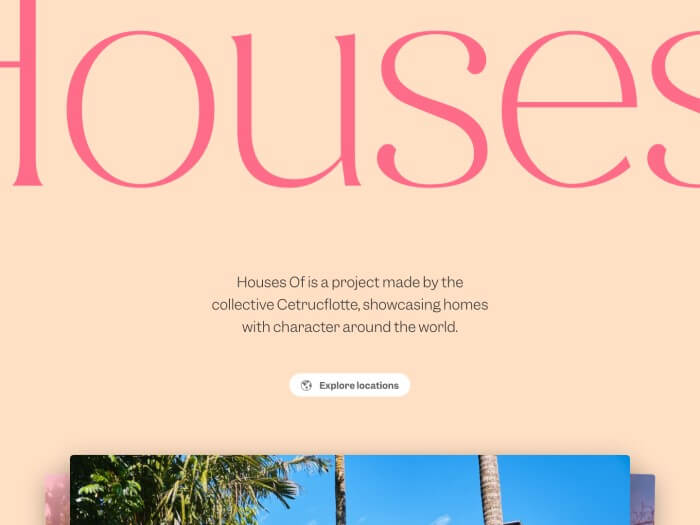 Houses
Houses Of is a project made by the
collective Cetrucflotte, showcasing homes
with character around the world.
Explore locations